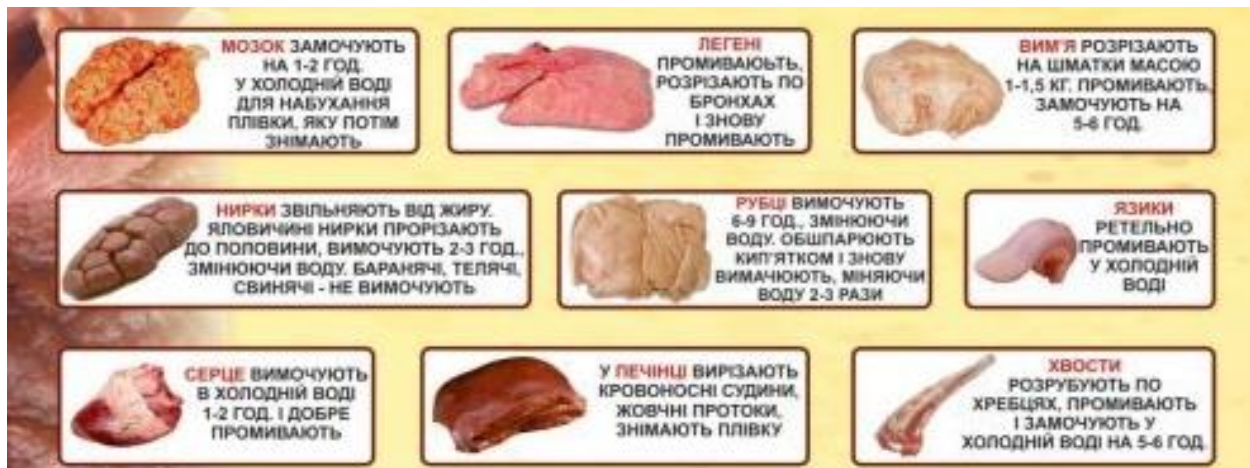 МОЗОК ЗАМОЧУЮТЬ
НА 1-2 ГОД.
У ХОЛОДНІЙ ВОДІ
ДЛЯ НАБУХАННЯ
ПЛІВКИ, ЯКУ ПОТІМ
ЗНІМАЮТЬ
ЛЕГЕНІ
ПРОМИВАЮЬТЬ,
РОЗРІЗАЮТЬ ПО
БРОНХАХ
І ЗНОВУ
ПРОМИВАЮТЬ
ВИМ'Я РОЗРІЗАЮТЬ
НА ШМАТКИ МАСОЮ
1-1,5 КГ. ПРОМИВАЮТЬ,
ЗАМОЧУЮТЬ НА
5-6 ГОД.
НИРКИ ЗВІЛЬНЯЮТЬ ВІД ЖИРУ.
ЯЛОВИЧИНІ НИРКИ ПРОРІЗАЮТЬ
ДО ПОЛОВИНИ, ВИМОЧУЮТЬ 2-3 ГОД.,
ЗМІНЮЮЧИ ВОДУ. БАРАНЯЧІ, ТЕЛЯЧІ,
СВИНЯЧІ - НЕ ВИМОЧУЮТЬ
РУБЦІ ВИМОЧУЮТЬ
6-9 ГОД., ЗМІНЮЮЧИ
ВОДУ. ОБШПАРЮЮТЬ
КИП'ЯТКОМ І ЗНОВУ
ВИМАЧЮЮТЬ, МІНЯЮЧИ
ВОДУ 2-3 РАЗИ
ЯЗИКИ
РЕТЕЛЬНО
ПРОМИВАЮТЬ
У ХОЛОДНІЙ
ВОДІ
СЕРЦЕ ВИМОЧУЮТЬ
В ХОЛОДНІЙ ВОДІ
1-2 ГОД. І ДОБРЕ
ПРОМИВАЮТЬ
У ПЕЧІНЦІ ВИРІЗАЮТЬ
КРОВОНОСНІ СУДИНИ,
ЖОВЧНІ ПРОТОКИ,
ЗНІМАЮТЬ ПЛІВКУ
ХВОСТИ
РОЗРУБУЮТЬ ПО
ХРЕБЦЯХ, ПРОМИВАЮТЬ
І ЗАМОЧУЮТЬ У
ХОЛОДНІЙ ВОДІ НА 5-6 ГОД.